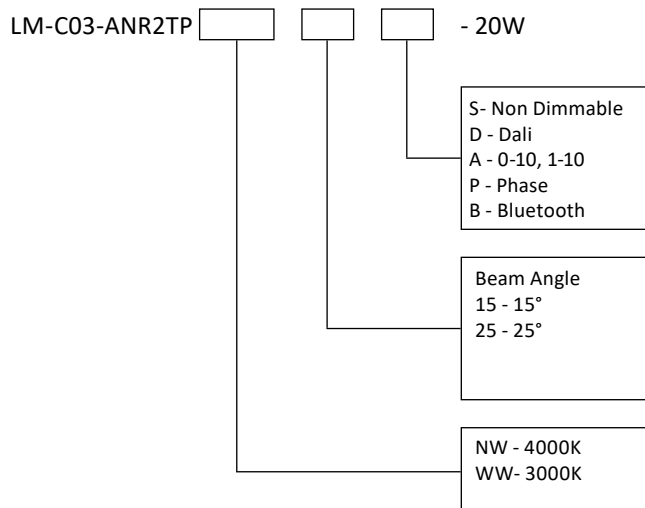 LM-C03-ANR2TP - 20W
S- Non Dimmable
D - Dali
A - 0-10, 1-10
P - Phase
B - Bluetooth
Beam Angle
15 - 15°
25 - 25°
NW - 4000K
WW- 3000K